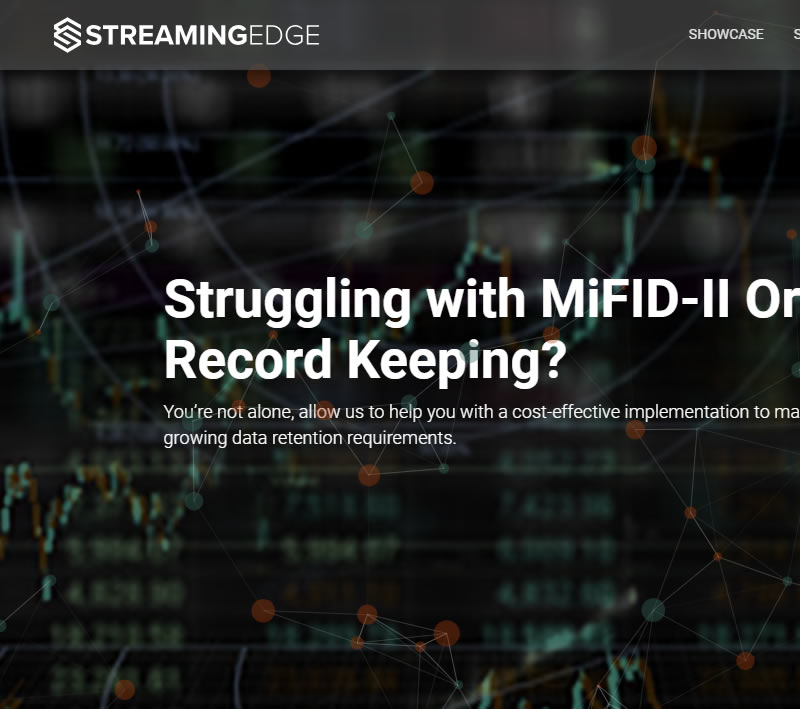 STREAMINGEDGE
SHOWCASE
Struggling with MiFID-II Or
Record Keeping?
You're not alone, allow us to help you with a cost-effective implementation to ma
growing data retention requirements.